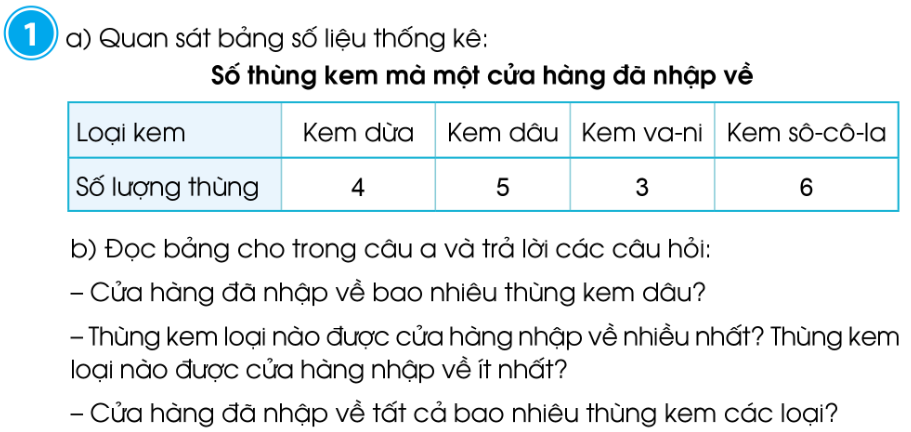 1 a) Quan sát bảng số liệu thống kê:
Số thùng kem mà một cửa hàng đã nhập về
Loại kem Kem dừa Kem dâu Kem va-ni Kem sô-cô-la
Số lượng thùng 4 5 3 6
b) Đọc bảng cho trong câu a và trả lời các câu hỏi:
– Cửa hàng đã nhập về bao nhiêu thùng kem dâu?
– Thùng kem loại nào được cửa hàng nhập về nhiều nhất? Thùng kem
loại nào được cửa hàng nhập về ít nhất?
– Cửa hàng đã nhập về tất cả bao nhiêu thùng kem các loại?